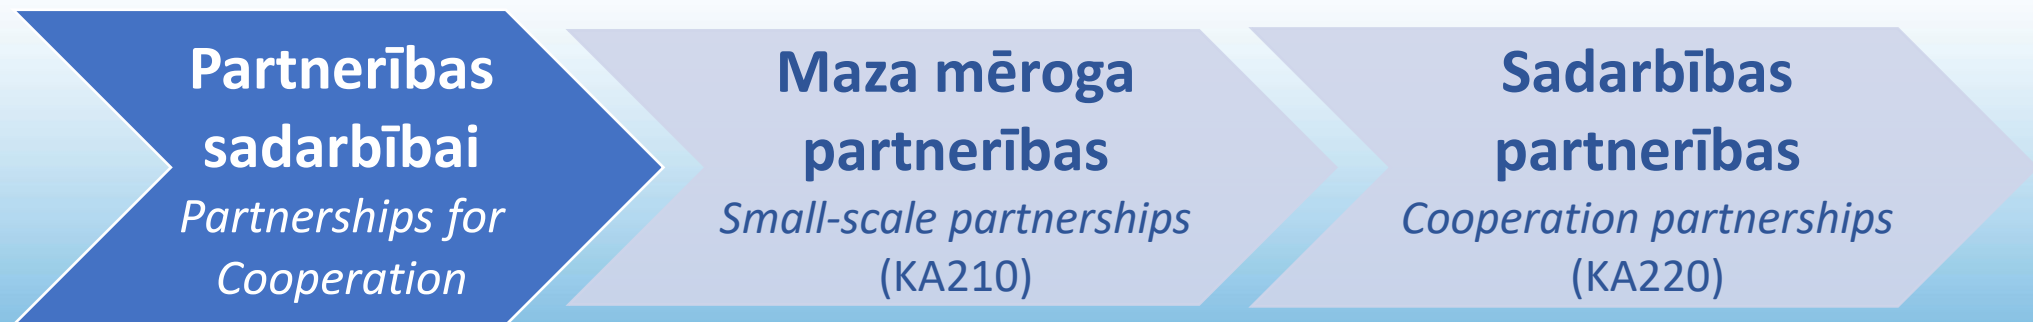 Partnerības
sadarbībai
Partnerships for
Cooperation
Maza mēroga
partnerības
Small-scale partnerships
(KA210)
Sadarbības
partnerības
Cooperation partnerships
(KA220)